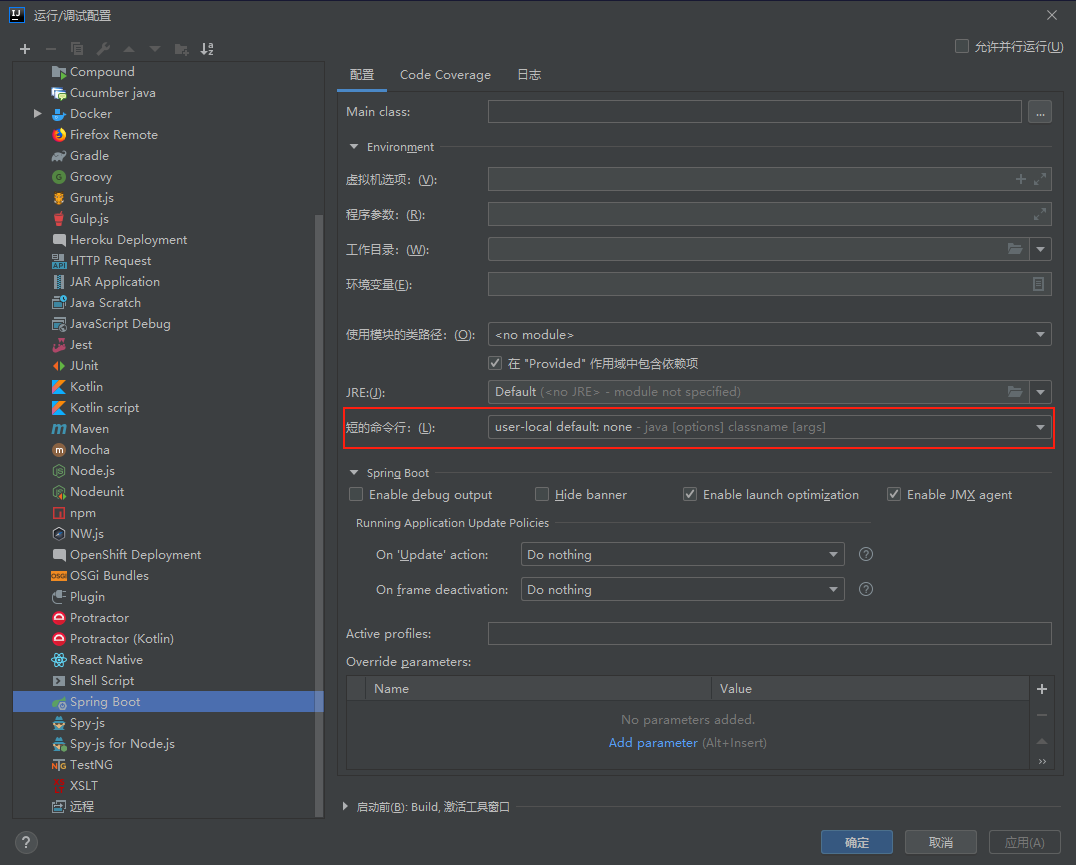 运行/调试配置
允许并行运行(U)
Compound
Cucumber java
Docker
Firefox Remote
Gradle
Groovy
Grunt.js
Gulp.js
Heroku Deployment
HTTP Request
JAR Application
Java Scratch
JavaScript Debug
Jest
JUnit
Kotlin
Kotlin script
Maven
Mocha
Node.js
Nodeunit
npm
NW.js
OpenShift Deployment
OSGi Bundles
Plugin
Protractor
Protractor (Kotlin)
React Native
Shell Script
Spring Boot
Spy-js
Spy-js for Node.js
TestNG
XSLT
远程
配置 Code Coverage 日志
Main class: ...
Environment
虚拟机选项：(V):
程序参数：(R):
工作目录：(W):
环境变量(E):
使用模块的类路径：(O): <no module>
在 "Provided" 作用域中包含依赖项
JRE:(J): Default (<no JRE> - module not specified)
短的命令行：(L): user-local default: none - java [options] classname [args]
Spring Boot
Enable debug output Hide banner Enable launch optimization Enable JMX agent
Running Application Update Policies
On 'Update' action: Do nothing ?
On frame deactivation: Do nothing ?
Active profiles:
Override parameters:
Name Value
No parameters added.
Add parameter (Alt+Insert)
启动前(B): Build, 激活工具窗口
? 确定 取消 应用(A)